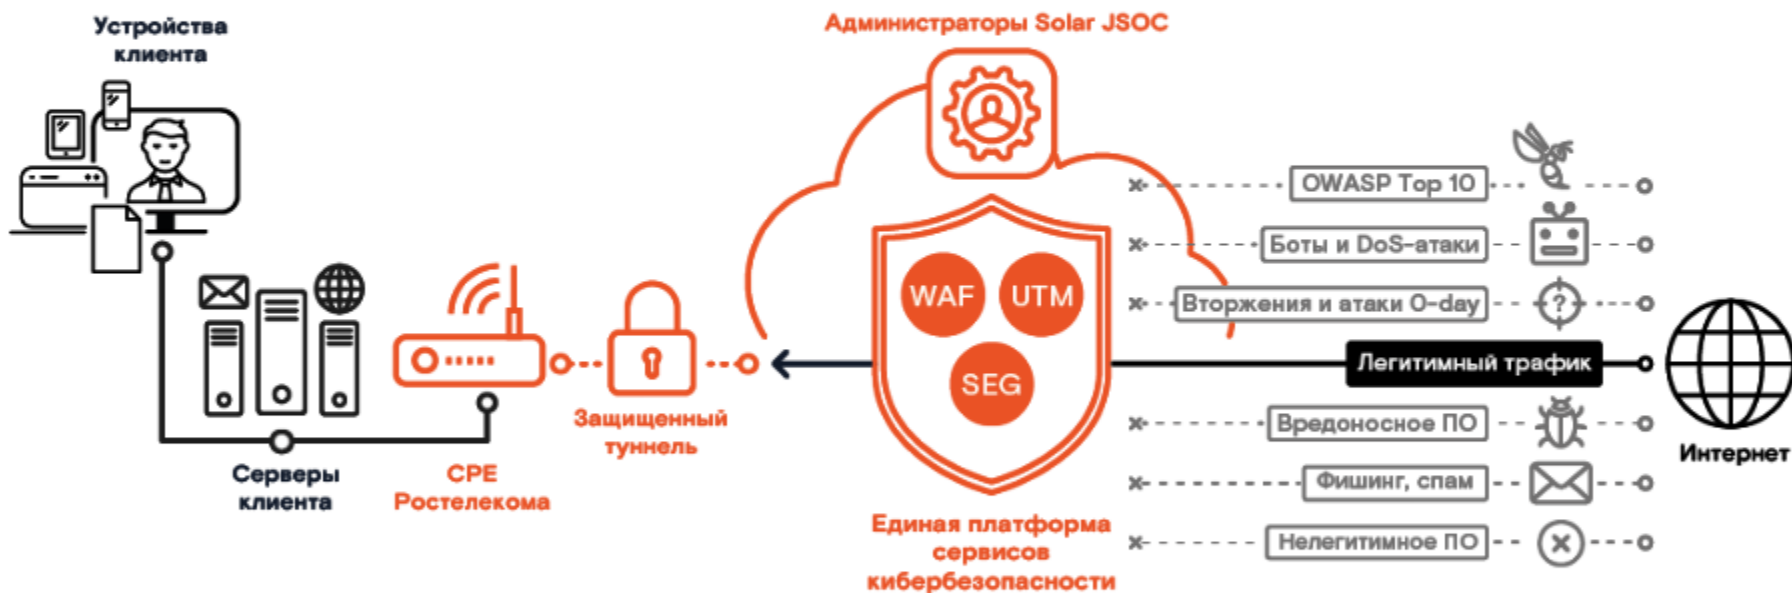 Устройства
клиента
Администраторы Solar JSOC
OWASP Top 10
Боты и DoS-атаки
WAF
UTM
Вторжения и атаки 0-day
?
Легитимный трафик
SEG
Защищенный
туннель
Вредоносное ПО
Интернет
Серверы
клиента
CPE
Ростелекома
Фишинг, спам
Единая платформа
сервисов
кибербезопасности
Нелегитимное ПО